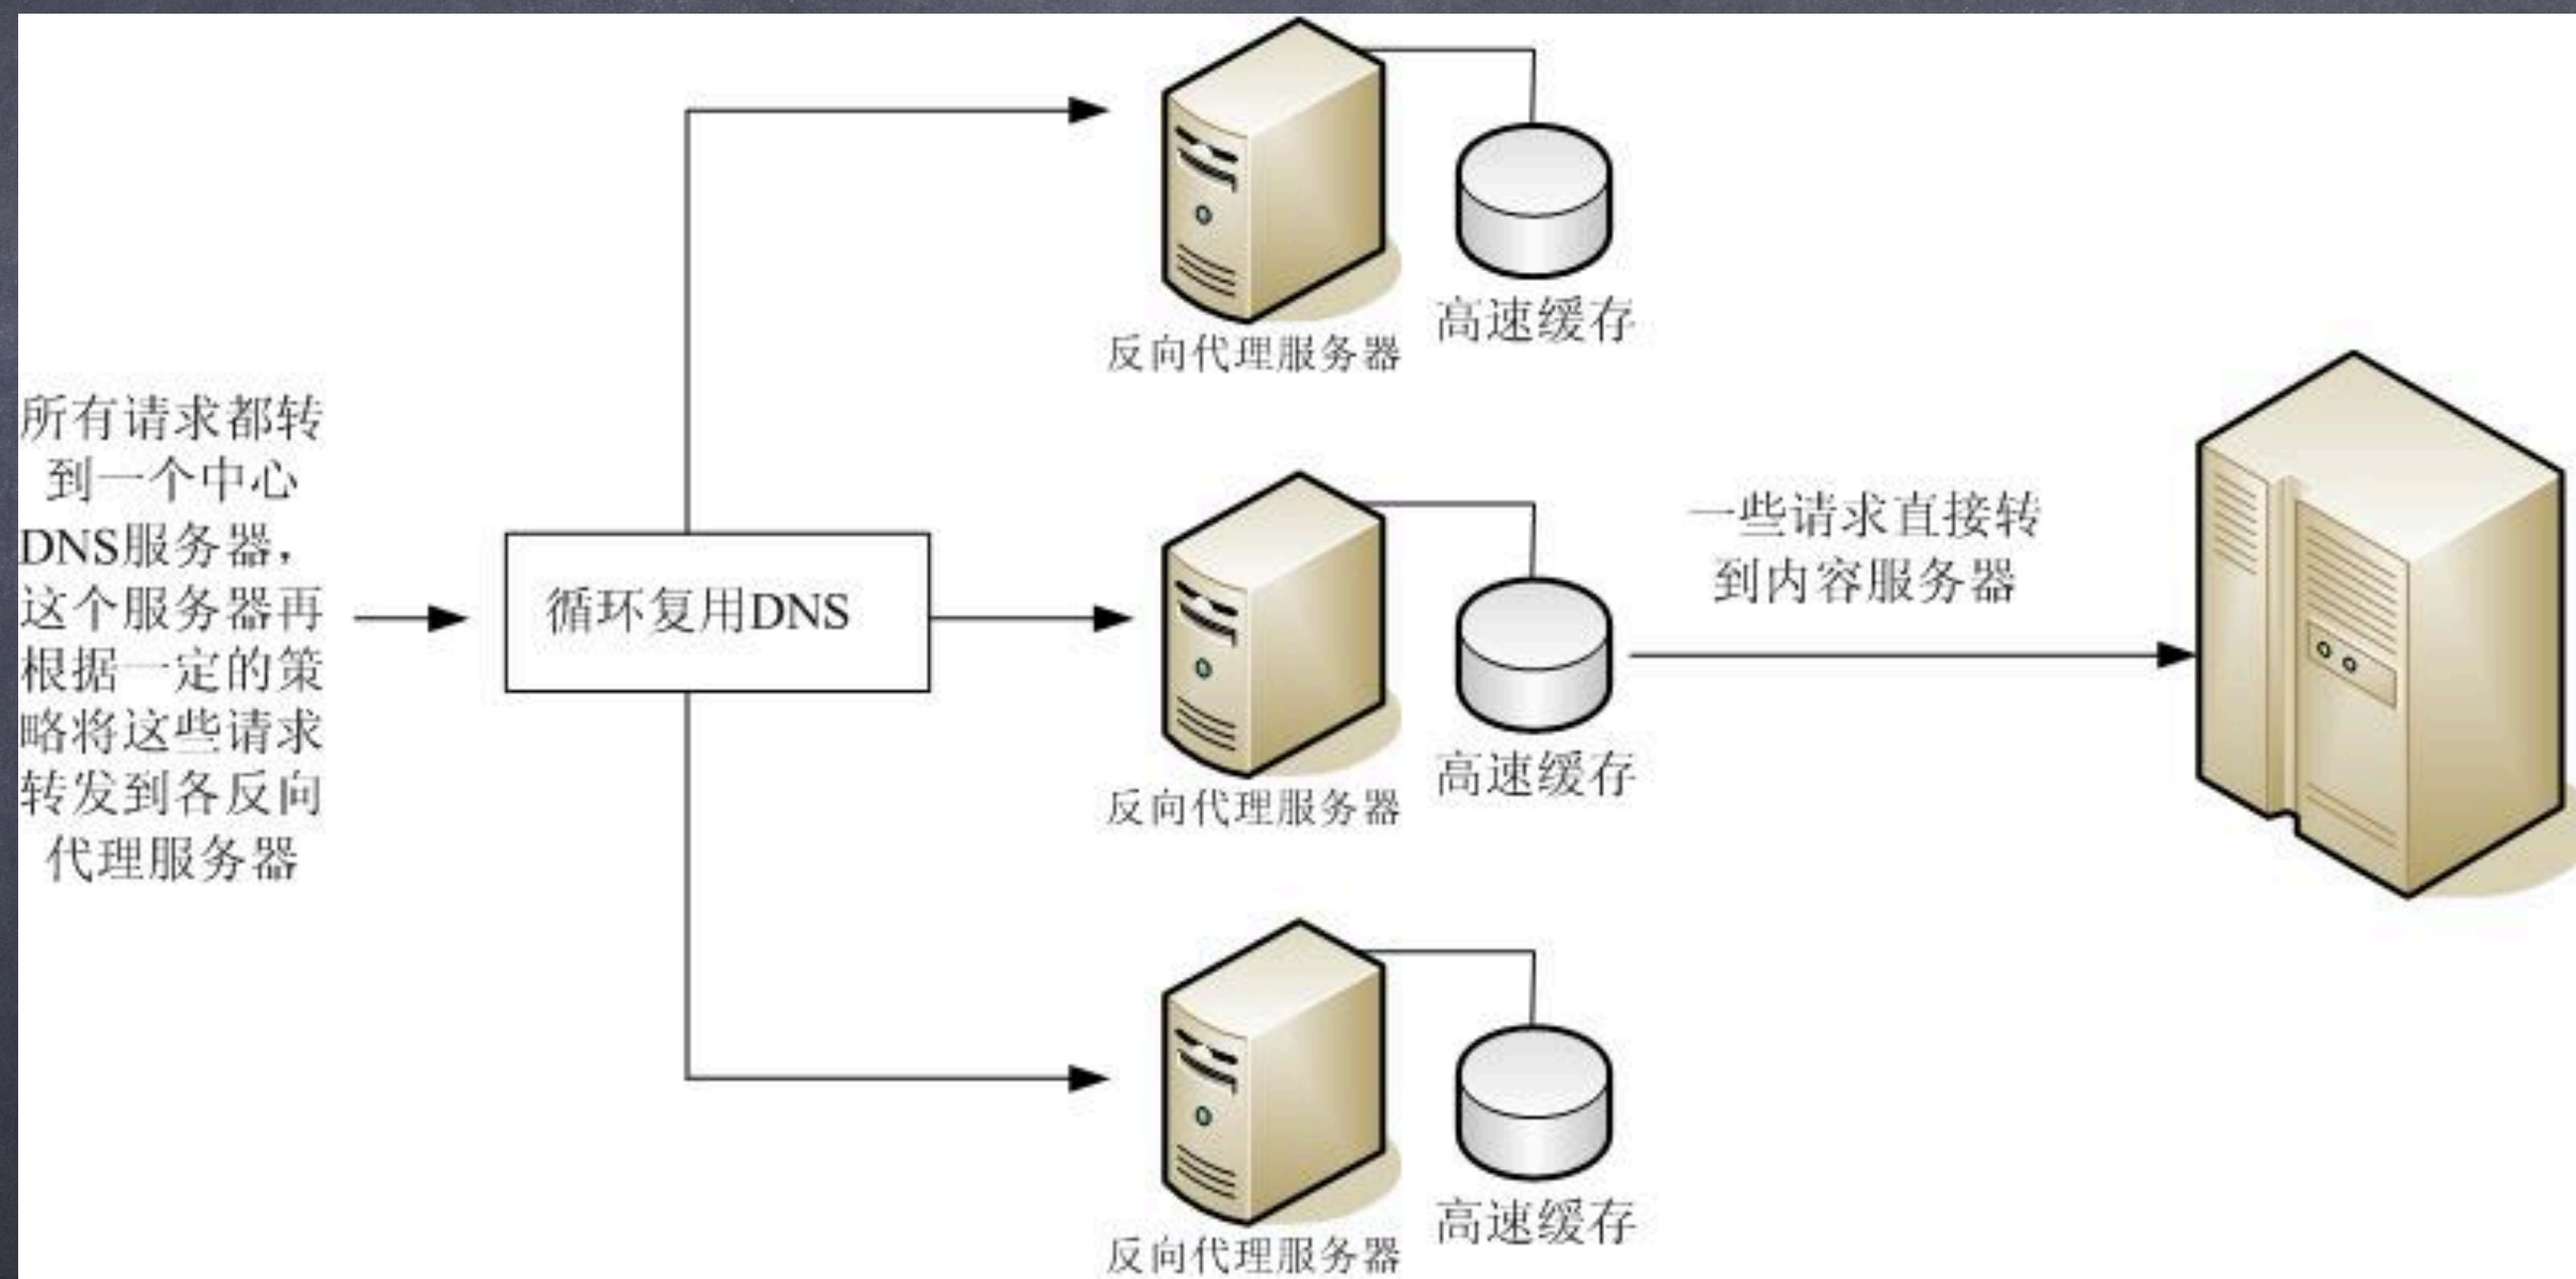 所有请求都转
到一个中心
DNS服务器，
这个服务器再
根据一定的策
略将这些请求
转发到各反向
代理服务器
循环复用DNS
反向代理服务器
高速缓存
反向代理服务器
高速缓存
一些请求直接转
到内容服务器
反向代理服务器
高速缓存